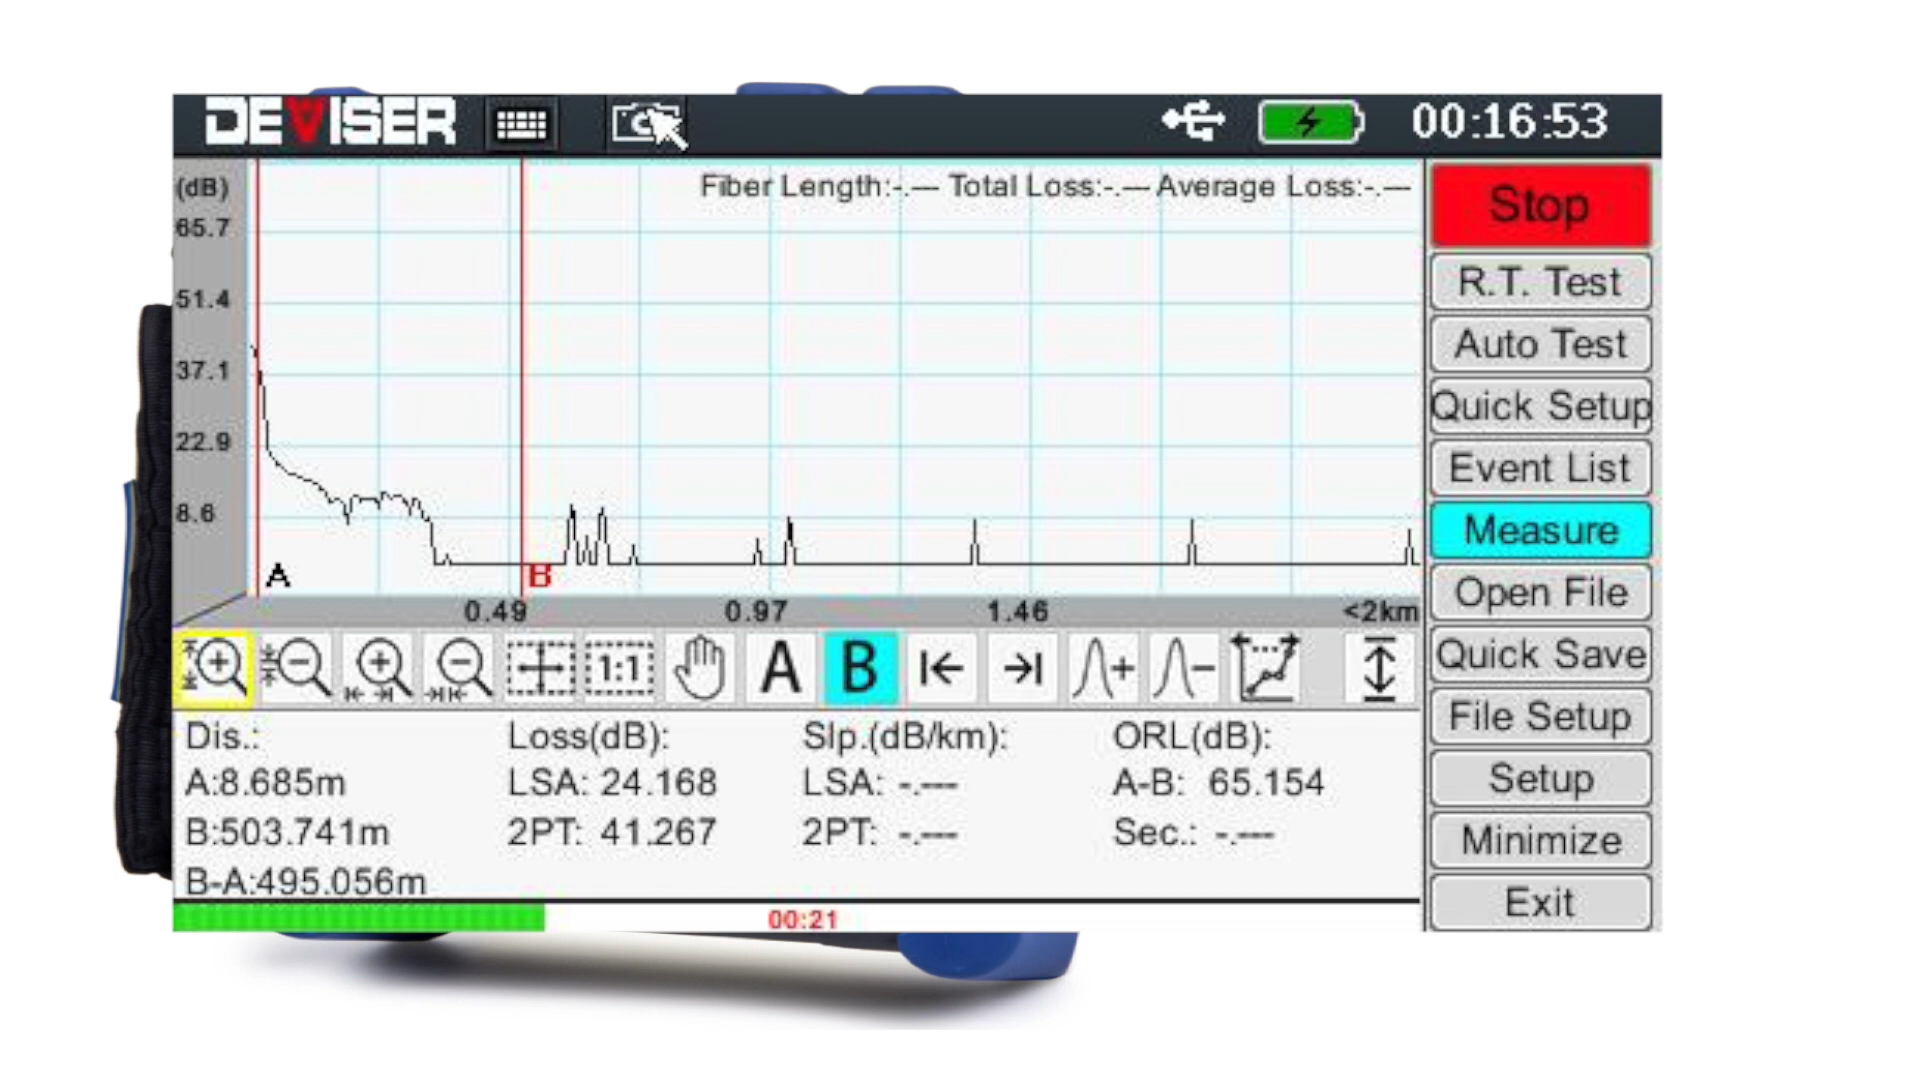 DEVISER
00:16:53
(dB)
Fiber Length:-.--- Total Loss:-.--- Average Loss:-.---
65.7
51.4
37.1
22.9
8.6
A
B
0.49
0.97
1.46
<2km
1:1
A
B
Dis.:
Loss(dB):
Slp.(dB/km):
ORL(dB):
A:8.685m
LSA: 24.168
LSA: -.---
A-B: 65.154
B:503.741m
2PT: 41.267
2PT: -.---
Sec.: -.---
B-A:495.056m
00:21
Stop
R.T. Test
Auto Test
Quick Setup
Event List
Measure
Open File
Quick Save
File Setup
Setup
Minimize
Exit